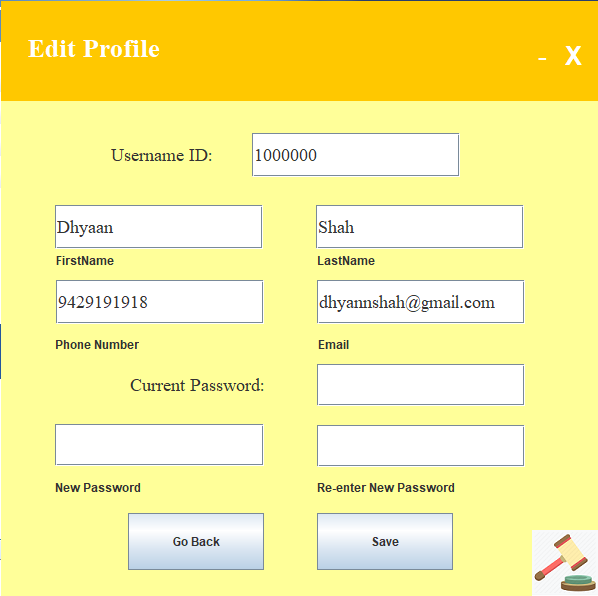 Edit Profile
- X
Username ID: 1000000
Dhyaan Shah
FirstName LastName
9429191918 dhyannshah@gmail.com
Phone Number Email
Current Password:
New Password Re-enter New Password
Go Back Save